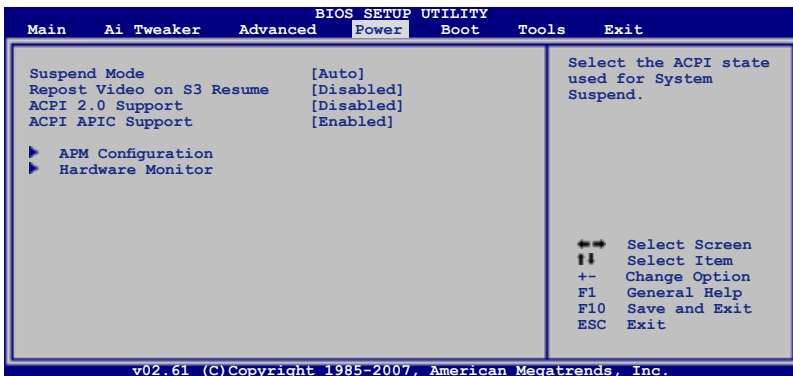 BIOS SETUP UTILITY
Main Ai Tweaker Advanced Power Boot Tools Exit
Suspend Mode [Auto]
Repost Video on S3 Resume [Disabled]
ACPI 2.0 Support [Disabled]
ACPI APIC Support [Enabled]
APM Configuration
Hardware Monitor
Select the ACPI state
used for System
Suspend.
←→ Select Screen
↑↓ Select Item
+- Change Option
F1 General Help
F10 Save and Exit
ESC Exit
v02.61 (C)Copyright 1985-2007, American Megatrends, Inc.